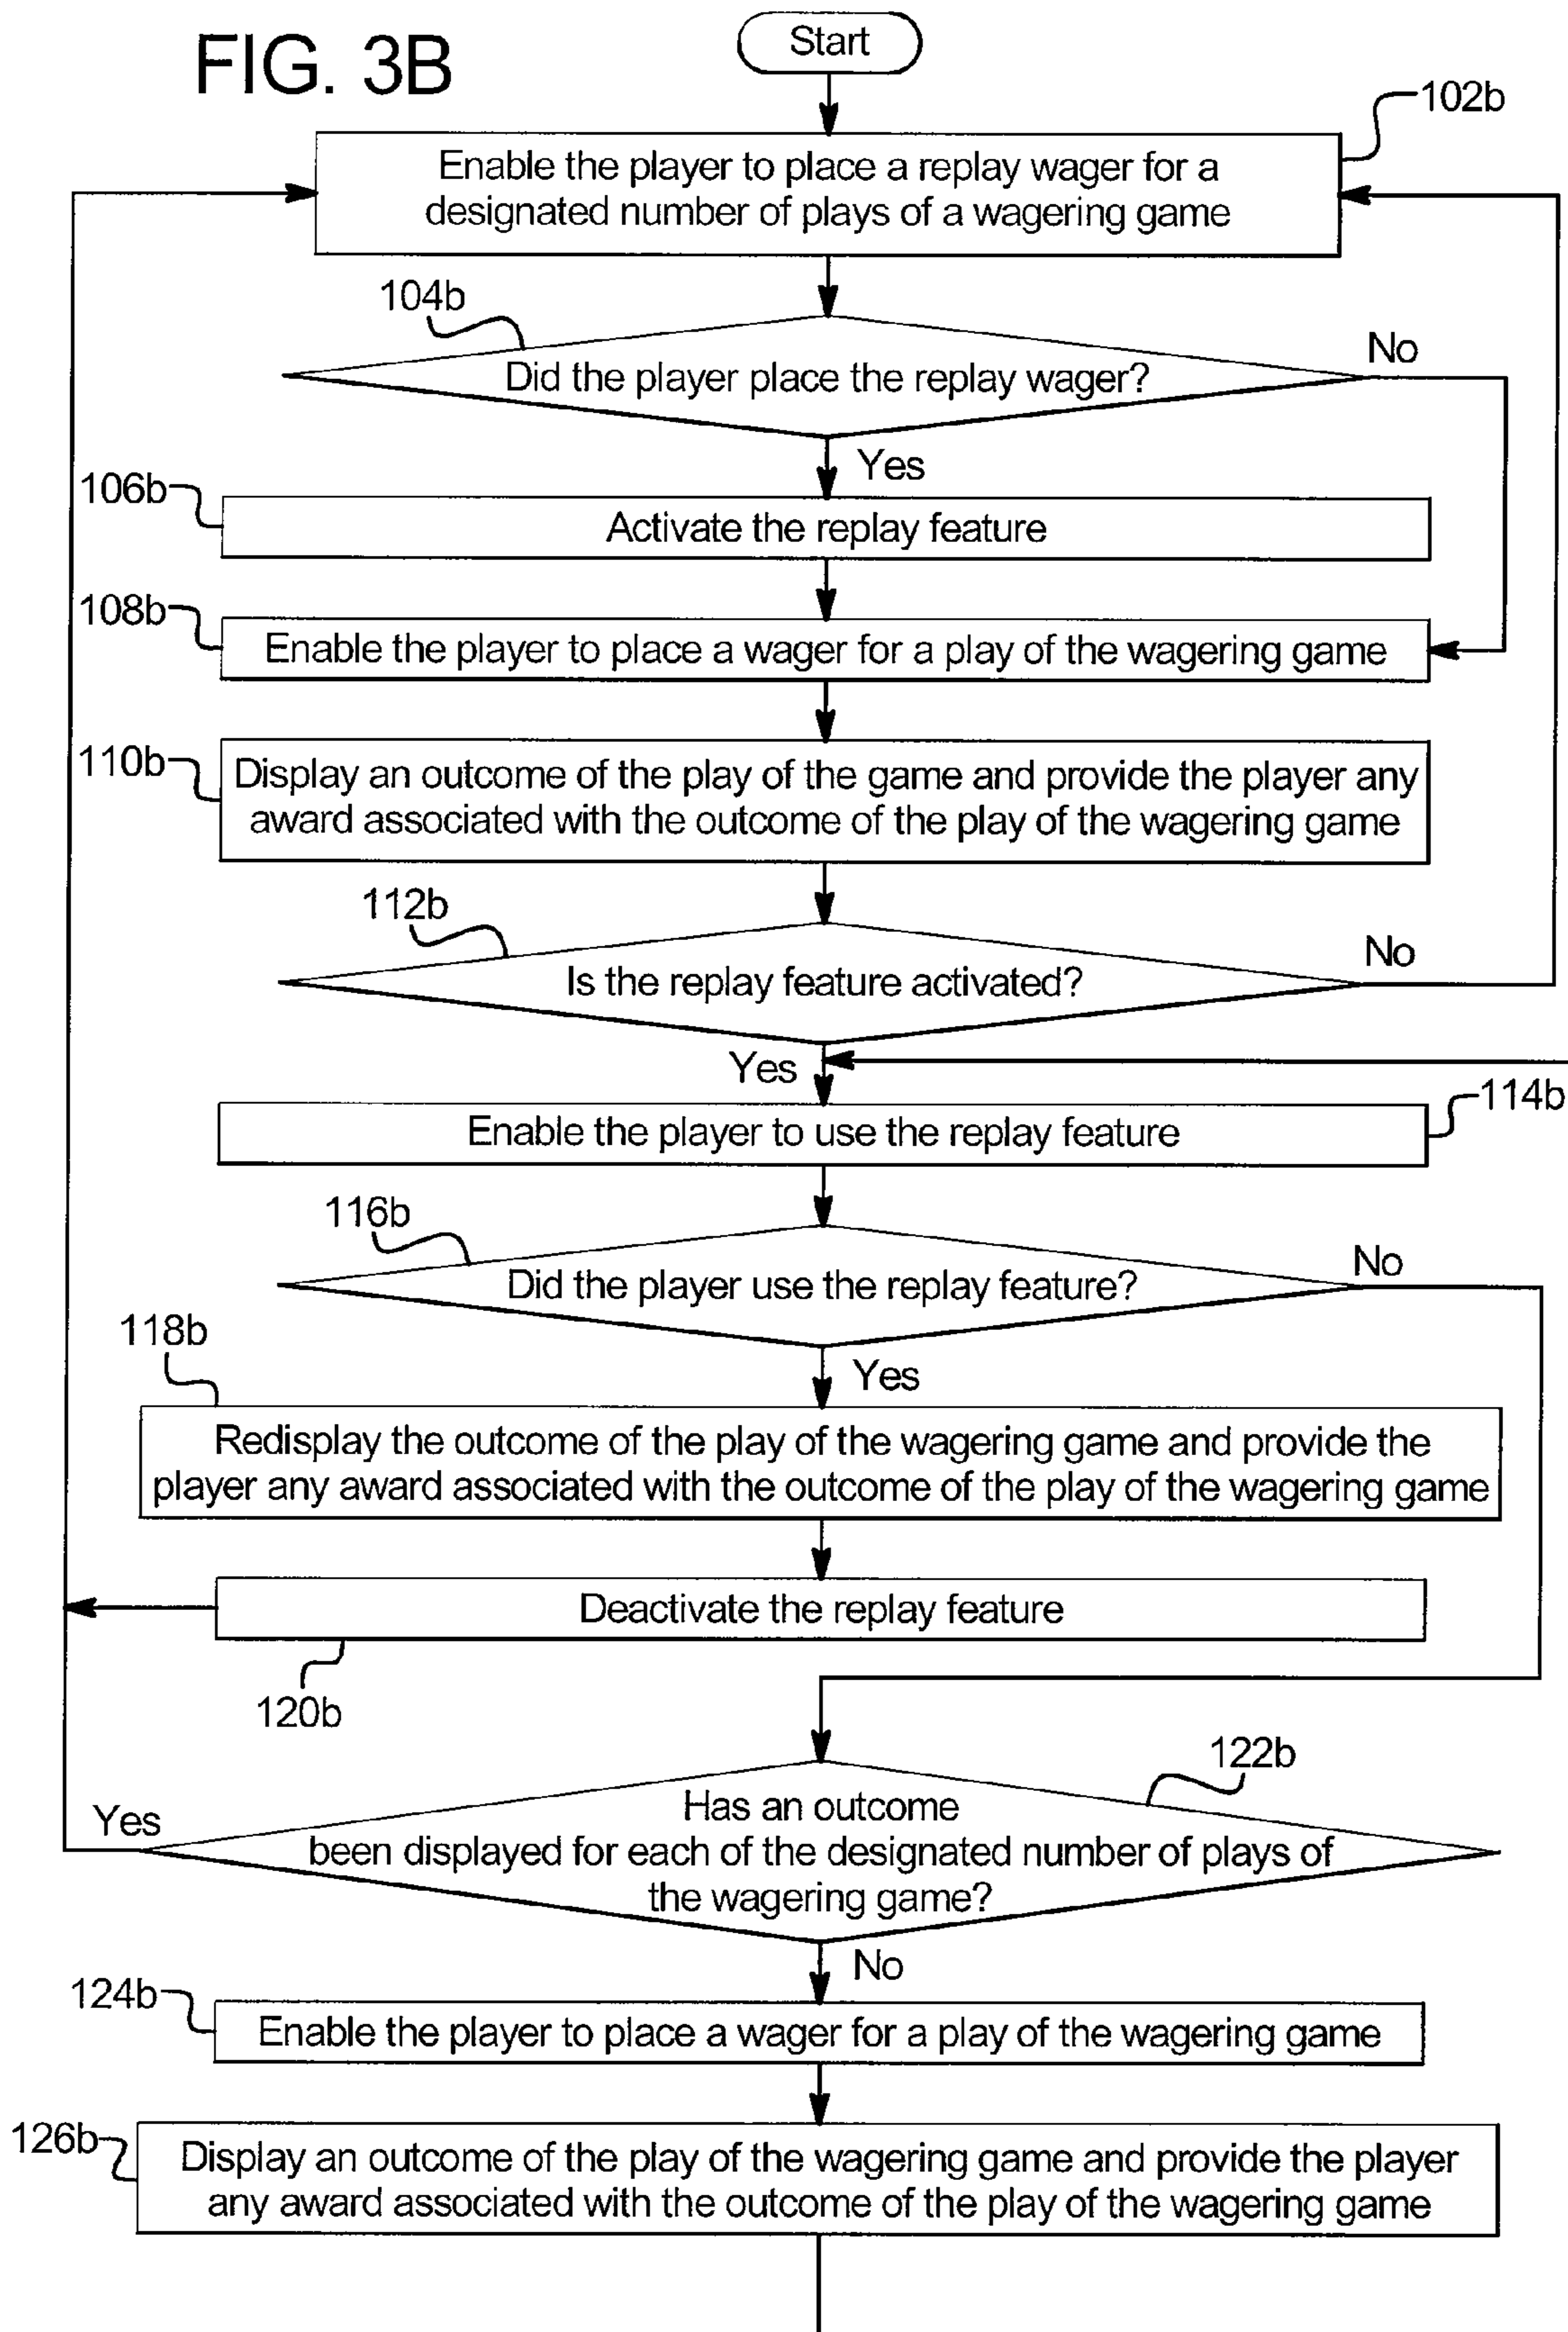 FIG. 3B
Start
102b
Enable the player to place a replay wager for a
designated number of plays of a wagering game
104b
No
Did the player place the replay wager?
Yes
106b
Activate the replay feature
108b
Enable the player to place a wager for a play of the wagering game
110b
Display an outcome of the play of the game and provide the player any
award associated with the outcome of the play of the wagering game
112b
No
Is the replay feature activated?
Yes
114b
Enable the player to use the replay feature
116b
No
Did the player use the replay feature?
118b
Yes
Redisplay the outcome of the play of the wagering game and provide the
player any award associated with the outcome of the play of the wagering game
Deactivate the replay feature
120b
122b
Yes
Has an outcome
been displayed for each of the designated number of plays of
the wagering game?
No
124b
Enable the player to place a wager for a play of the wagering game
126b
Display an outcome of the play of the wagering game and provide the player
any award associated with the outcome of the play of the wagering game